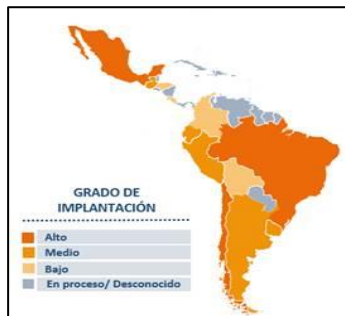 GRADO DE
IMPLANTACIÓN
Alto
Medio
Bajo
En proceso/ Desconocido